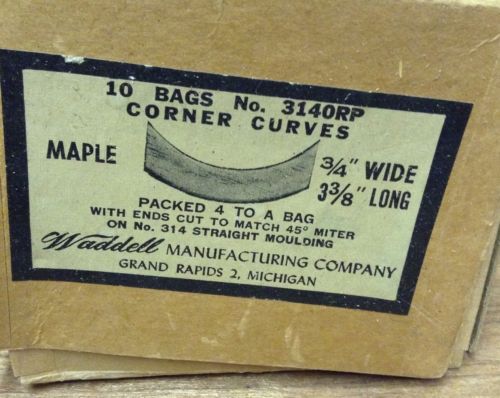 10 BAGS No. 3140RP
CORNER CURVES
MAPLE
3/4" WIDE
3 3/8" LONG
PACKED 4 TO A BAG
WITH ENDS CUT TO MATCH 45° MITER
ON No. 314 STRAIGHT MOULDING
Waddell MANUFACTURING COMPANY
GRAND RAPIDS 2, MICHIGAN